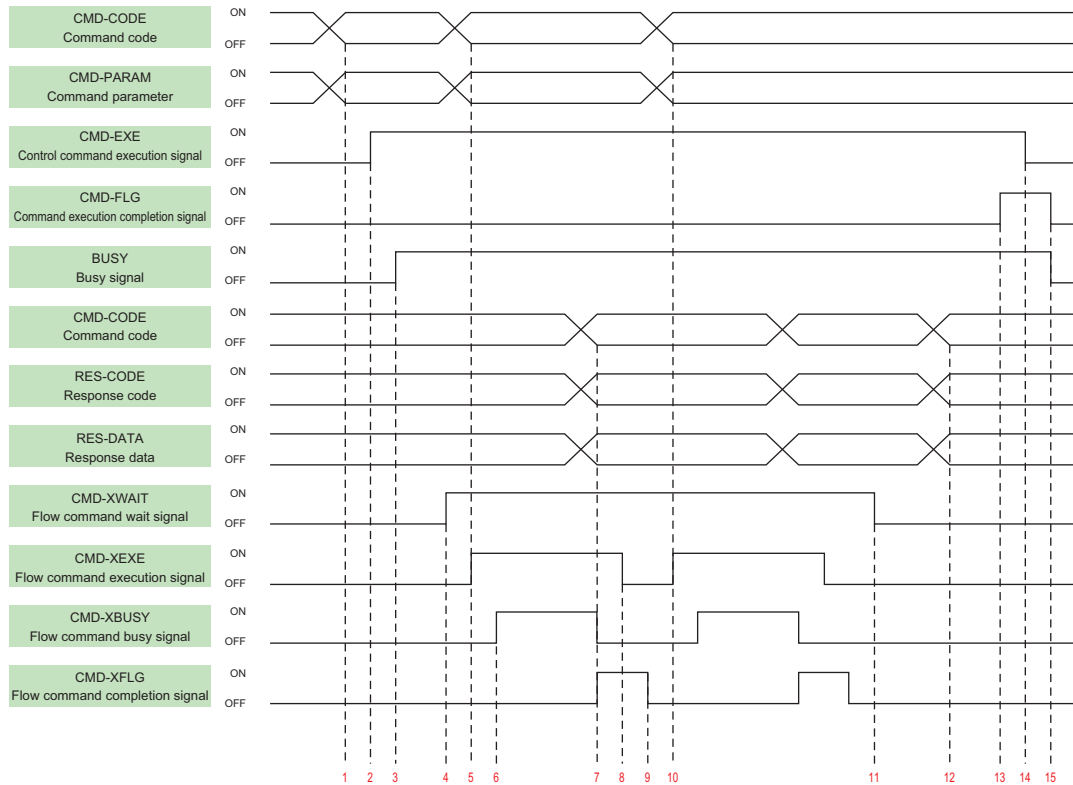 CMD-CODE
Command code
ON
OFF
CMD-PARAM
Command parameter
ON
OFF
CMD-EXE
Control command execution signal
ON
OFF
CMD-FLG
Command execution completion signal
ON
OFF
BUSY
Busy signal
ON
OFF
CMD-CODE
Command code
ON
OFF
RES-CODE
Response code
ON
OFF
RES-DATA
Response data
ON
OFF
CMD-XWAIT
Flow command wait signal
ON
OFF
CMD-XEXE
Flow command execution signal
ON
OFF
CMD-XBUSY
Flow command busy signal
ON
OFF
CMD-XFLG
Flow command completion signal
ON
OFF
1 2 3 4 5 6 7 8 9 10 11 12 13 14 15